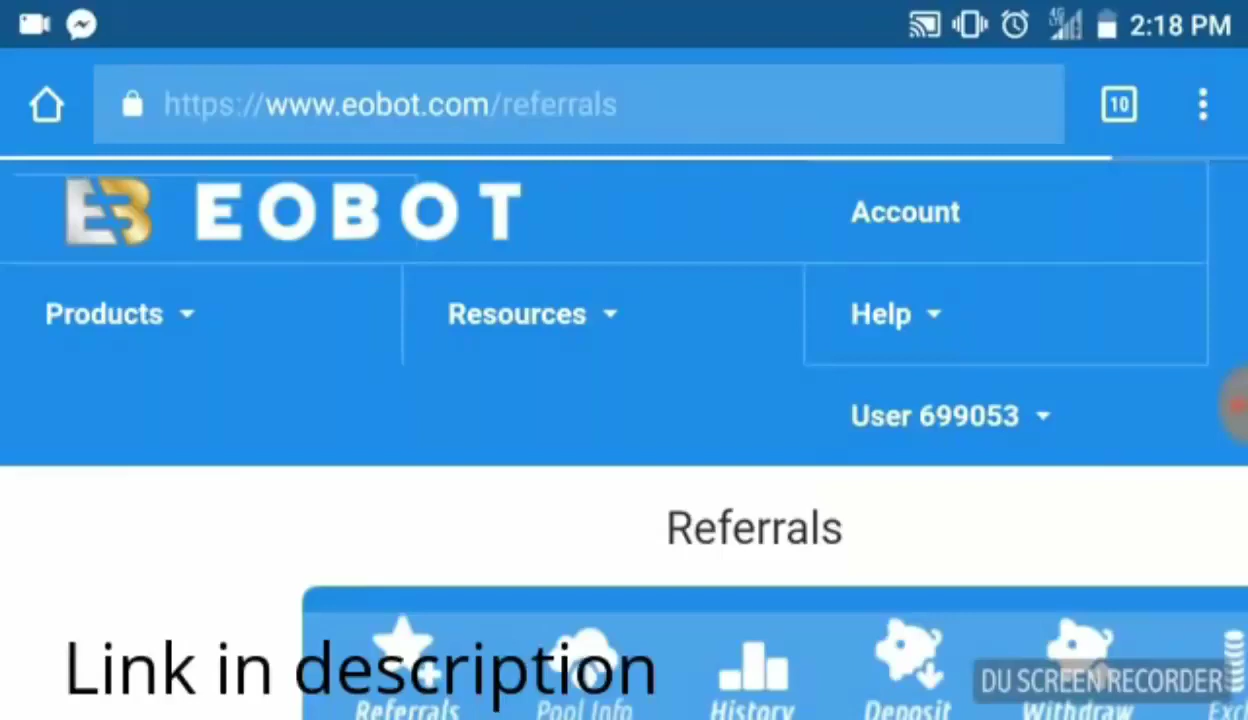 2:18 PM
https://www.eobot.com/referrals
10
EOBOT
Account
Products
Resources
Help
User 699053
Referrals
Link in description
Referrals Pool Info History Deposit Withdraw
DU SCREEN RECORDER